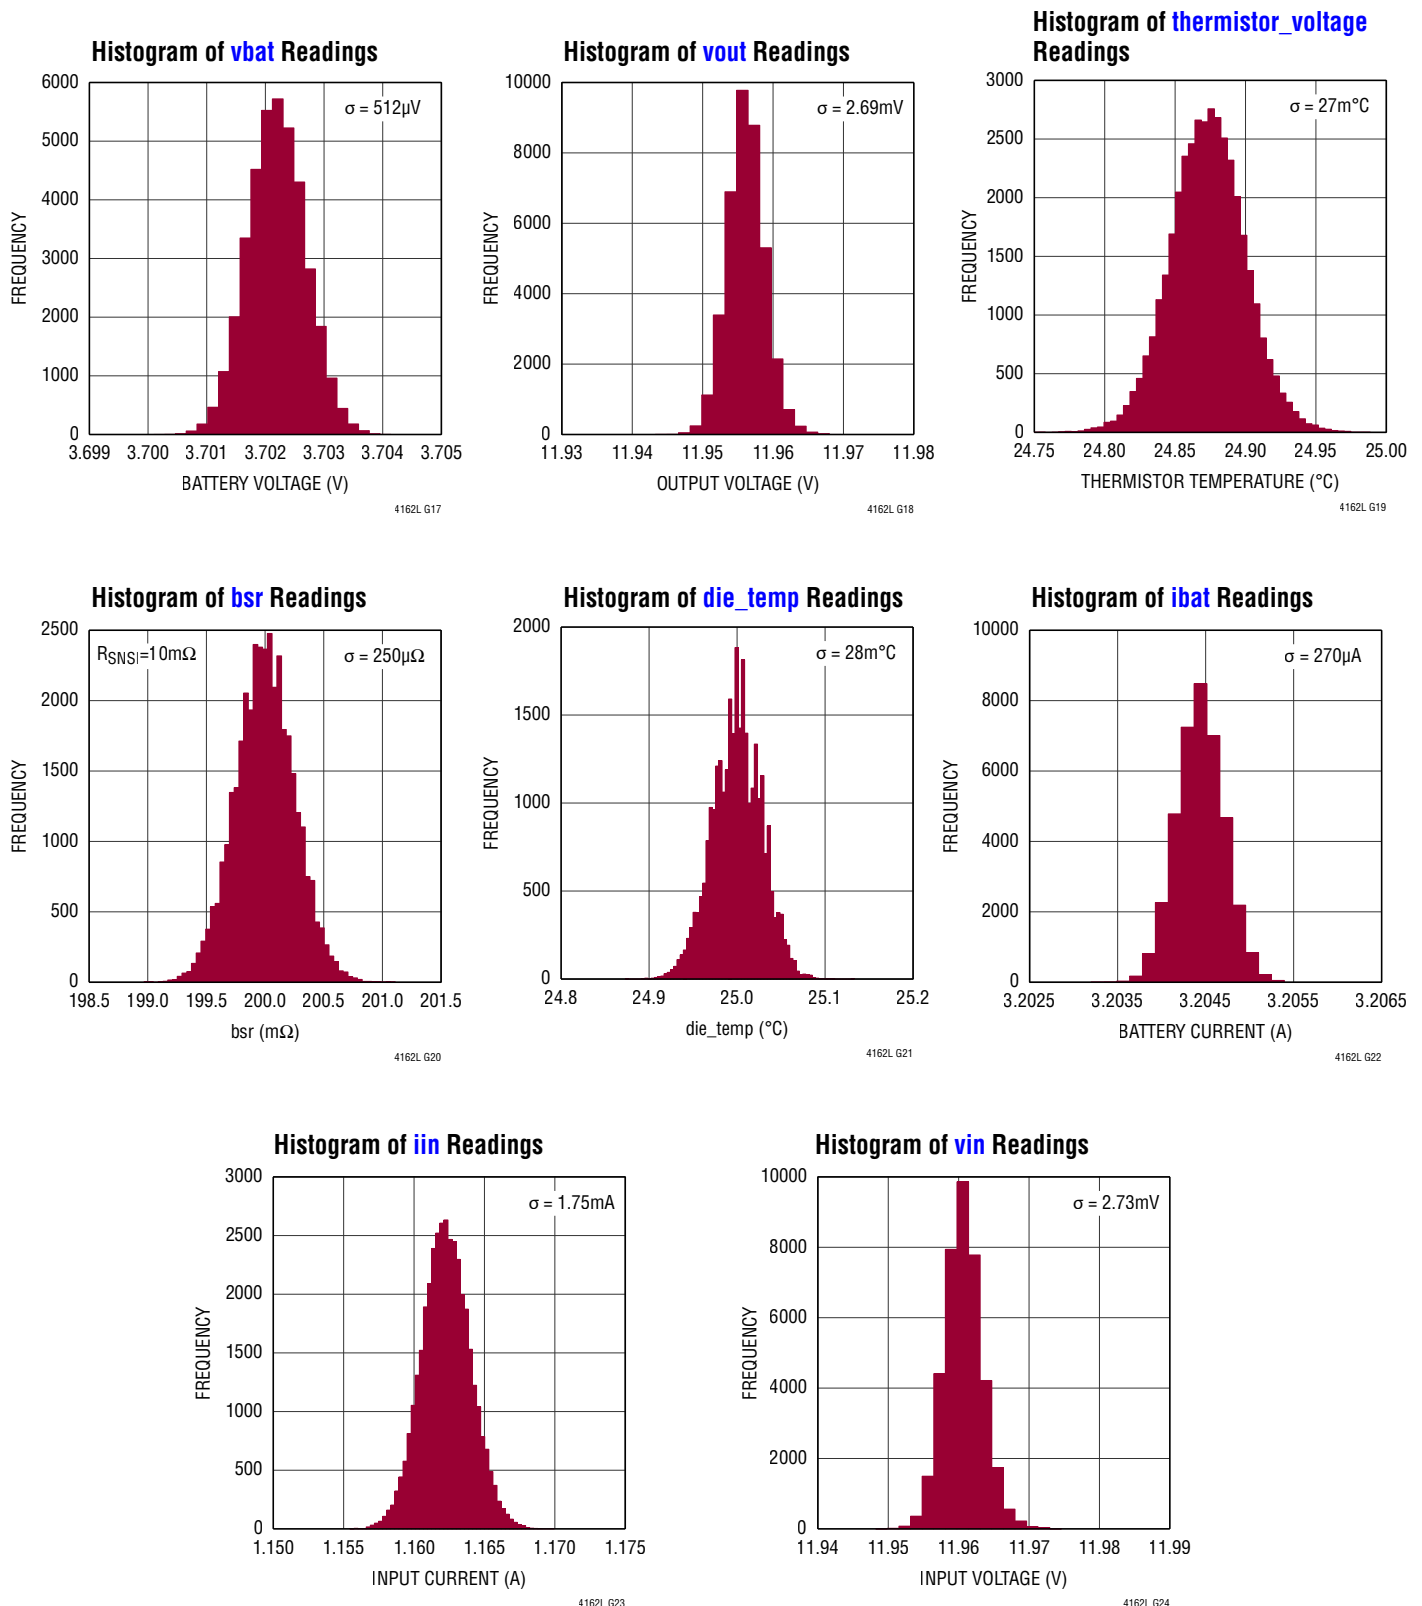 Histogram of vbat Readings
6000
5000
4000
3000
2000
1000
0
FREQUENCY
σ = 512µV
3.699 3.700 3.701 3.702 3.703 3.704 3.705
BATTERY VOLTAGE (V)
4162L G17
Histogram of vout Readings
10000
8000
6000
4000
2000
0
FREQUENCY
σ = 2.69mV
11.93 11.94 11.95 11.96 11.97 11.98
OUTPUT VOLTAGE (V)
4162L G18
Histogram of thermistor_voltage
Readings
3000
2500
2000
1500
1000
500
0
FREQUENCY
σ = 27m°C
24.75 24.80 24.85 24.90 24.95 25.00
THERMISTOR TEMPERATURE (°C)
4162L G19
Histogram of bsr Readings
2500
2000
1500
1000
500
0
FREQUENCY
RSNSI=10mΩ
σ = 250µΩ
198.5 199.0 199.5 200.0 200.5 201.0 201.5
bsr (mΩ)
4162L G20
Histogram of die_temp Readings
2000
1500
1000
500
0
FREQUENCY
σ = 28m°C
24.8 24.9 25.0 25.1 25.2
die_temp (°C)
4162L G21
Histogram of ibat Readings
10000
8000
6000
4000
2000
0
FREQUENCY
σ = 270µA
3.2025 3.2035 3.2045 3.2055 3.2065
BATTERY CURRENT (A)
4162L G22
Histogram of iin Readings
3000
2500
2000
1500
1000
500
0
FREQUENCY
σ = 1.75mA
1.150 1.155 1.160 1.165 1.170 1.175
INPUT CURRENT (A)
4162L G23
Histogram of vin Readings
10000
8000
6000
4000
2000
0
FREQUENCY
σ = 2.73mV
11.94 11.95 11.96 11.97 11.98 11.99
INPUT VOLTAGE (V)
4162L G24